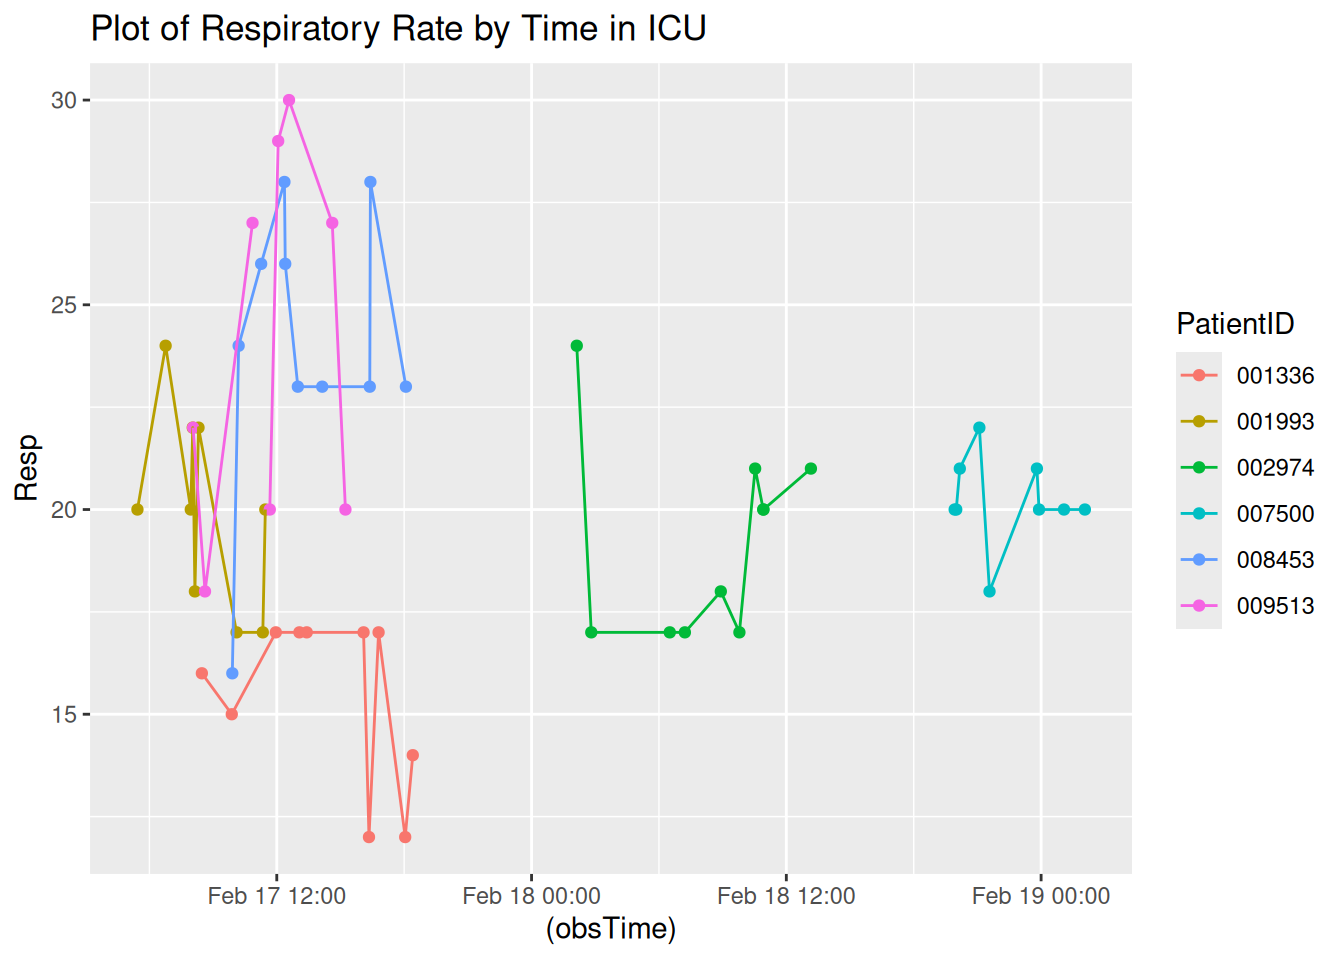 Plot of Respiratory Rate by Time in ICU
30
25
20
15
Resp
Feb 17 12:00
Feb 18 00:00
Feb 18 12:00
Feb 19 00:00
(obsTime)
PatientID
001336
001993
002974
007500
008453
009513